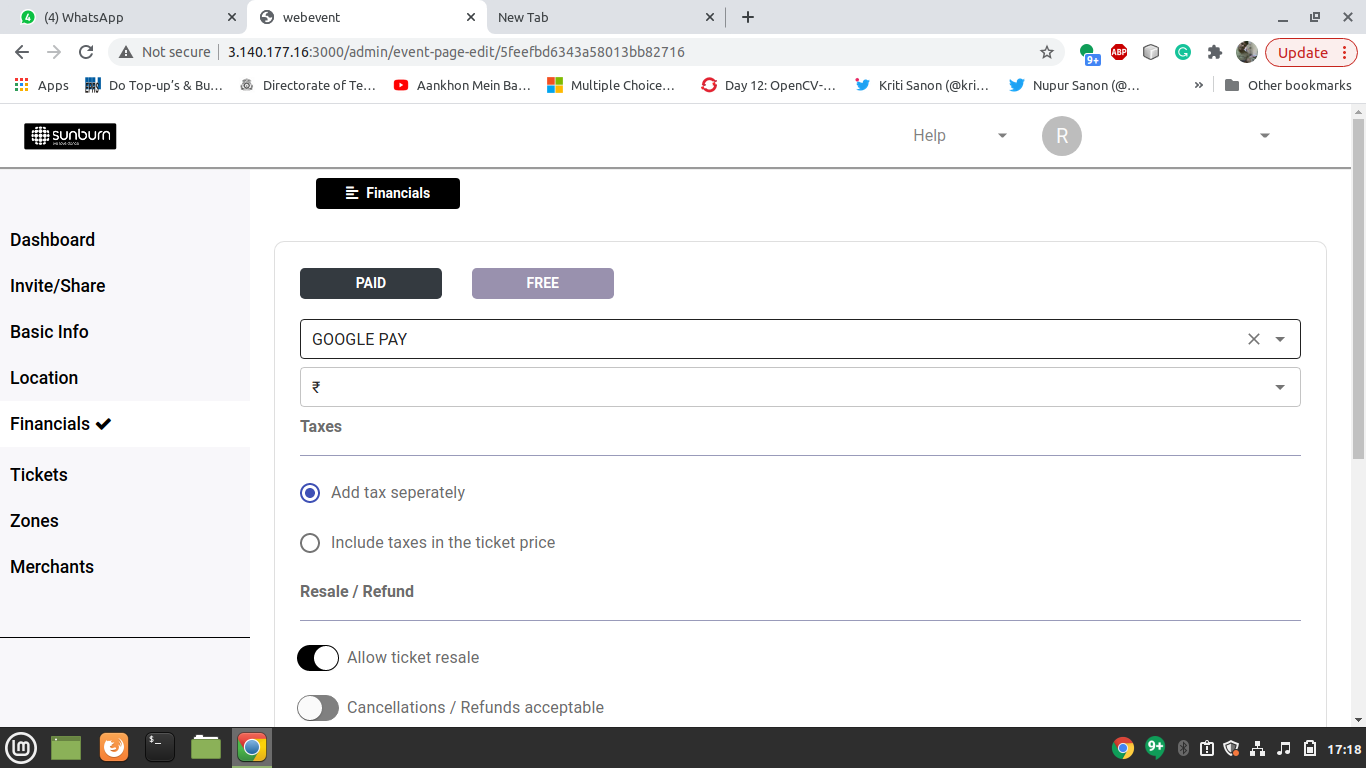 4 (4) WhatsApp
webevent
New Tab
Not secure 3.140.177.16:3000/admin/event-page-edit/5feefbd6343a58013bb82716
9+ ABP Update
Apps
Do Top-up’s & Bu...
Directorate of Te...
Aankhon Mein Ba...
Multiple Choice...
Day 12: OpenCV-...
Kriti Sanon (@kri...
Nupur Sanon (@...
»
Other bookmarks
sunburn
Help
R
Financials
Dashboard
Invite/Share
Basic Info
Location
Financials
Tickets
Zones
Merchants
PAID
FREE
GOOGLE PAY
₹
Taxes
Add tax seperately
Include taxes in the ticket price
Resale / Refund
Allow ticket resale
Cancellations / Refunds acceptable
9+
17:18